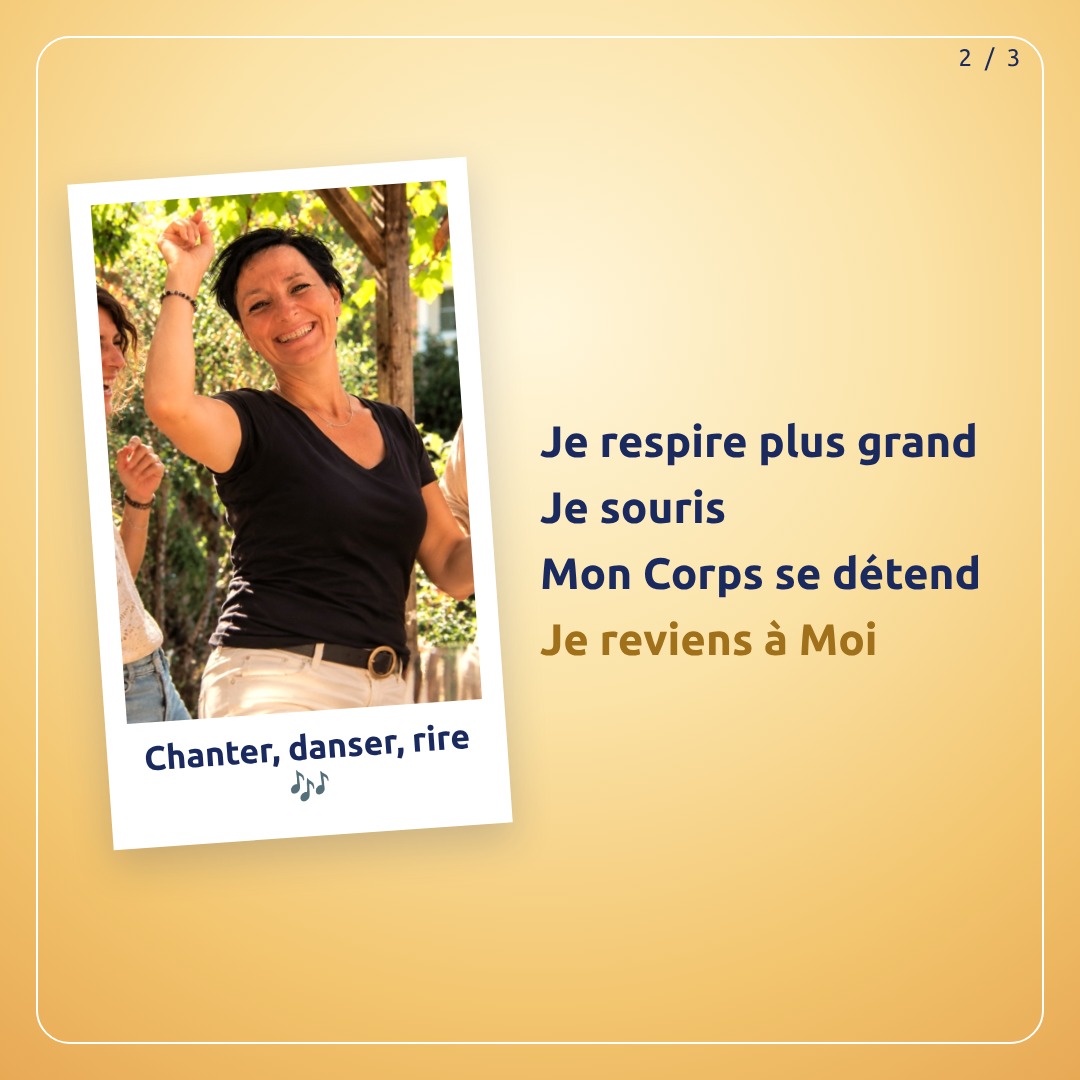 2 / 3
Je respire plus grand
Je souris
Mon Corps se détend
Je reviens à Moi
Chanter, danser, rire
🎶